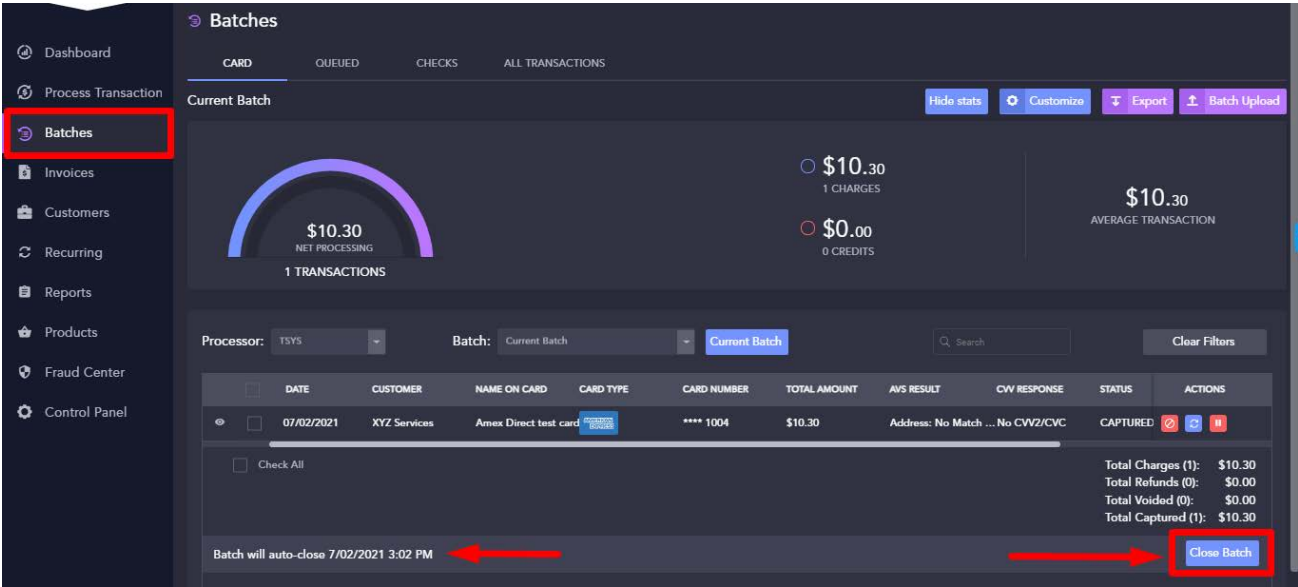 Batches
Dashboard
Process Transaction
Batches
Invoices
Customers
Recurring
Reports
Products
Fraud Center
Control Panel
CARD QUEUED CHECKS ALL TRANSACTIONS
Current Batch Hide stats Customize Export Batch Upload
$10.30
NET PROCESSING
1 TRANSACTIONS
$10.30
1 CHARGES
$0.00
0 CREDITS
$10.30
AVERAGE TRANSACTION
Processor: TSYS Batch: Current Batch Current Batch Search Clear Filters
DATE CUSTOMER NAME ON CARD CARD TYPE CARD NUMBER TOTAL AMOUNT AVS RESULT CVV RESPONSE STATUS ACTIONS
07/02/2021 XYZ Services Amex Direct test card AMERICAN EXPRESS **** 1004 $10.30 Address: No Match ... No CVV2/CVC CAPTURED
Check All
Total Charges (1): $10.30
Total Refunds (0): $0.00
Total Voided (0): $0.00
Total Captured (1): $10.30
Batch will auto-close 7/02/2021 3:02 PM Close Batch